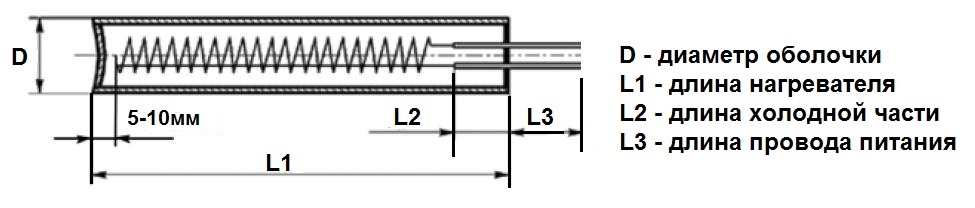 D
5-10мм
L2
L3
L1
D - диаметр оболочки
L1 - длина нагревателя
L2 - длина холодной части
L3 - длина провода питания